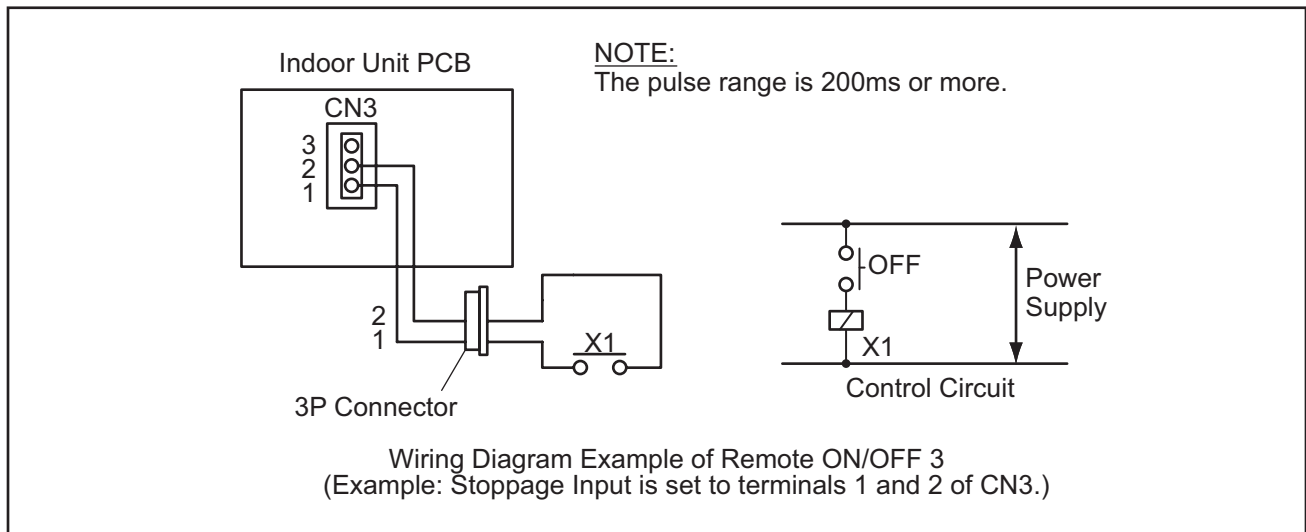 Indoor Unit PCB
NOTE:
The pulse range is 200ms or more.
CN3
3
2
1
OFF
Power
Supply
X1
2
1
X1
3P Connector
Control Circuit
Wiring Diagram Example of Remote ON/OFF 3
(Example: Stoppage Input is set to terminals 1 and 2 of CN3.)